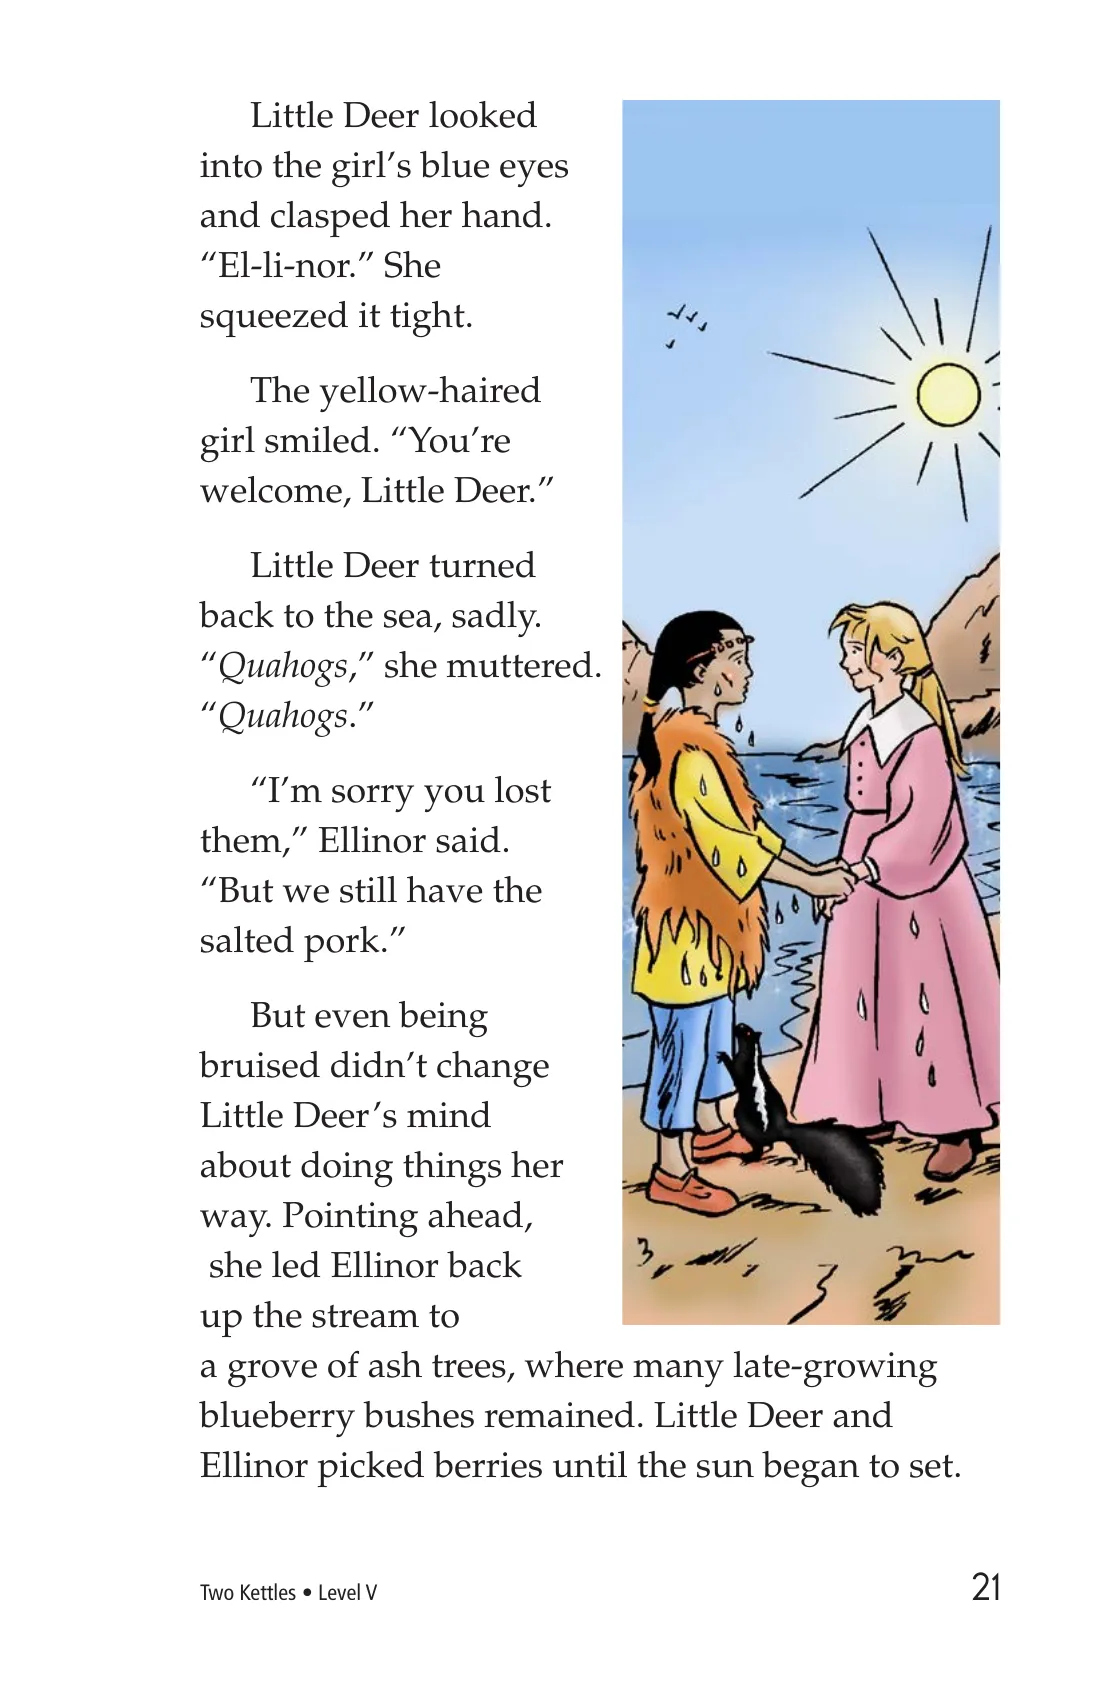 Little Deer looked
into the girl’s blue eyes
and clasped her hand.
“El-li-nor.” She
squeezed it tight.
The yellow-haired
girl smiled. “You’re
welcome, Little Deer.”
Little Deer turned
back to the sea, sadly.
“Quahogs,” she muttered.
“Quahogs.”
“I’m sorry you lost
them,” Ellinor said.
“But we still have the
salted pork.”
But even being
bruised didn’t change
Little Deer’s mind
about doing things her
way. Pointing ahead,
she led Ellinor back
up the stream to
a grove of ash trees, where many late-growing
blueberry bushes remained. Little Deer and
Ellinor picked berries until the sun began to set.
Two Kettles • Level V
21